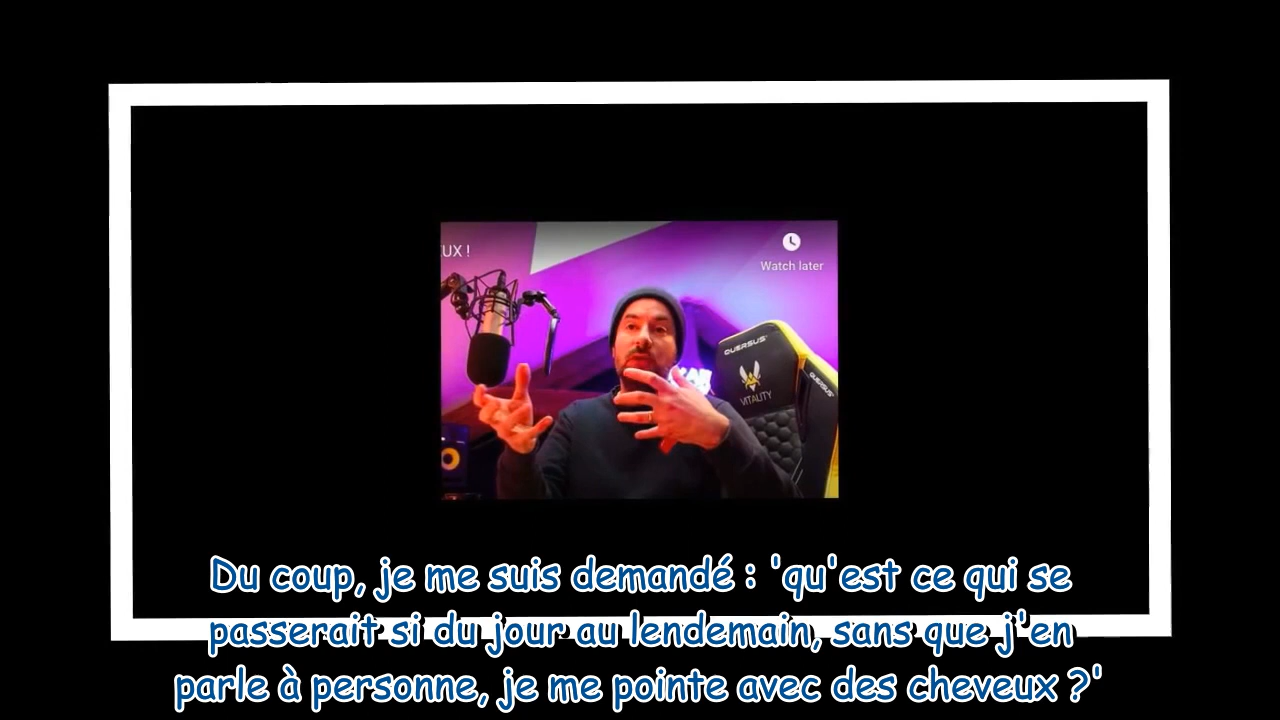 UX !
Watch later
QUERSUS
QUERSUS
VITALITY
Du coup, je me suis demandé : 'qu'est ce qui se
passerait si du jour au lendemain, sans que j'en
parle à personne, je me pointe avec des cheveux ?'